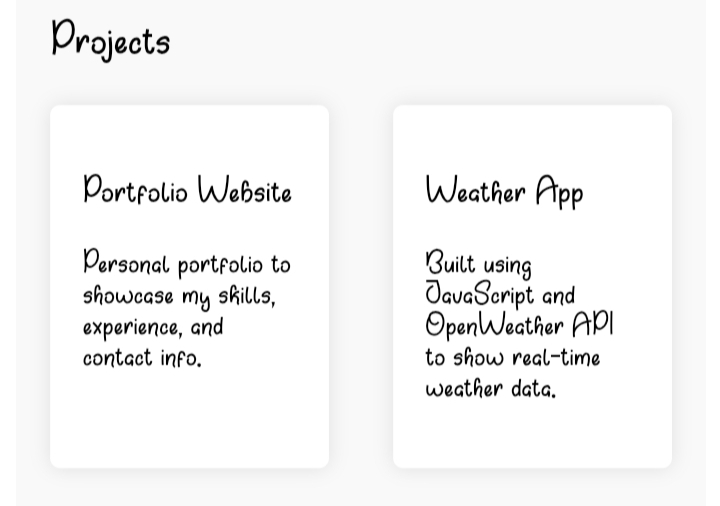 Projects
Portfolio Website
Personal portfolio to
showcase my skills,
experience, and
contact info.
Weather App
Built using
JavaScript and
OpenWeather API
to show real-time
weather data.